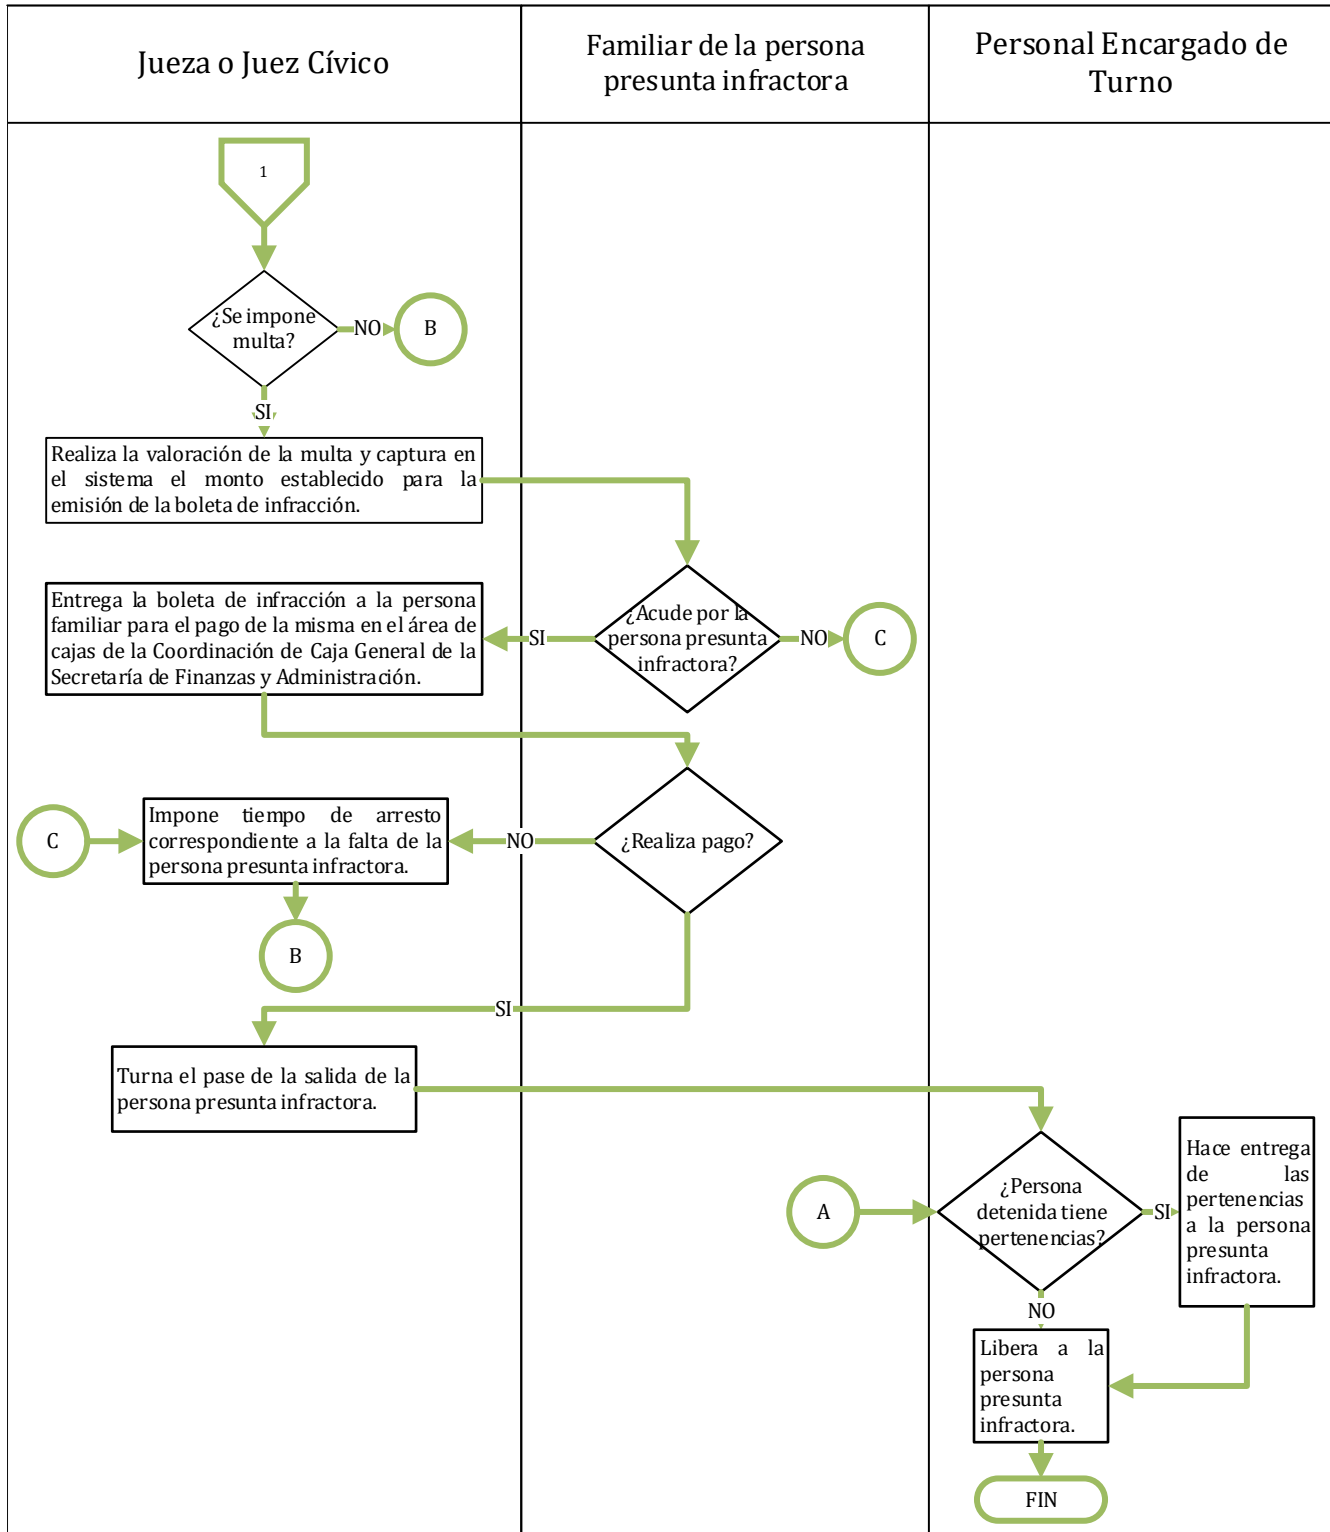 Jueza o Juez Cívico
Familiar de la persona
presunta infractora
Personal Encargado de
Turno
1
¿Se impone
multa?
NO
B
SI
Realiza la valoración de la multa y captura en
el sistema el monto establecido para la
emisión de la boleta de infracción.
Entrega la boleta de infracción a la persona
familiar para el pago de la misma en el área de
cajas de la Coordinación de Caja General de la
Secretaría de Finanzas y Administración.
SI
¿Acude por la
persona presunta
infractora?
NO
C
C
Impone tiempo de arresto
correspondiente a la falta de la
persona presunta infractora.
NO
¿Realiza pago?
B
SI
Turna el pase de la salida de la
persona presunta infractora.
A
¿Persona
detenida tiene
pertenencias?
SI
Hace entrega
de las
pertenencias
a la persona
presunta
infractora.
NO
Libera a la
persona
presunta
infractora.
FIN